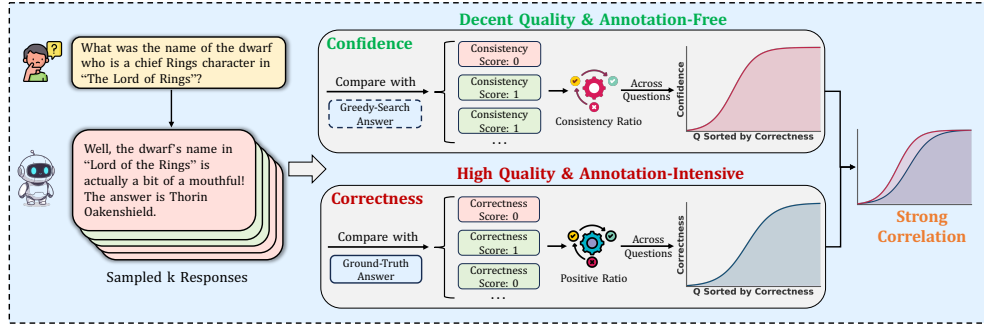 Decent Quality & Annotation-Free
What was the name of the dwarf
who is a chief Rings character in
“The Lord of Rings”?
Well, the dwarf's name in
“Lord of the Rings” is
actually a bit of a mouthful!
The answer is Thorin
Oakenshield.
Sampled k Responses
Confidence
Compare with
Greedy-Search
Answer
Consistency
Score: 0
Consistency
Score: 1
Consistency
Score: 1
...
Consistency Ratio
Across
Questions
Confidence
Q Sorted by Correctness
High Quality & Annotation-Intensive
Correctness
Compare with
Ground-Truth
Answer
Correctness
Score: 0
Correctness
Score: 1
Correctness
Score: 0
...
Positive Ratio
Across
Questions
Correctness
Q Sorted by Correctness
Strong
Correlation